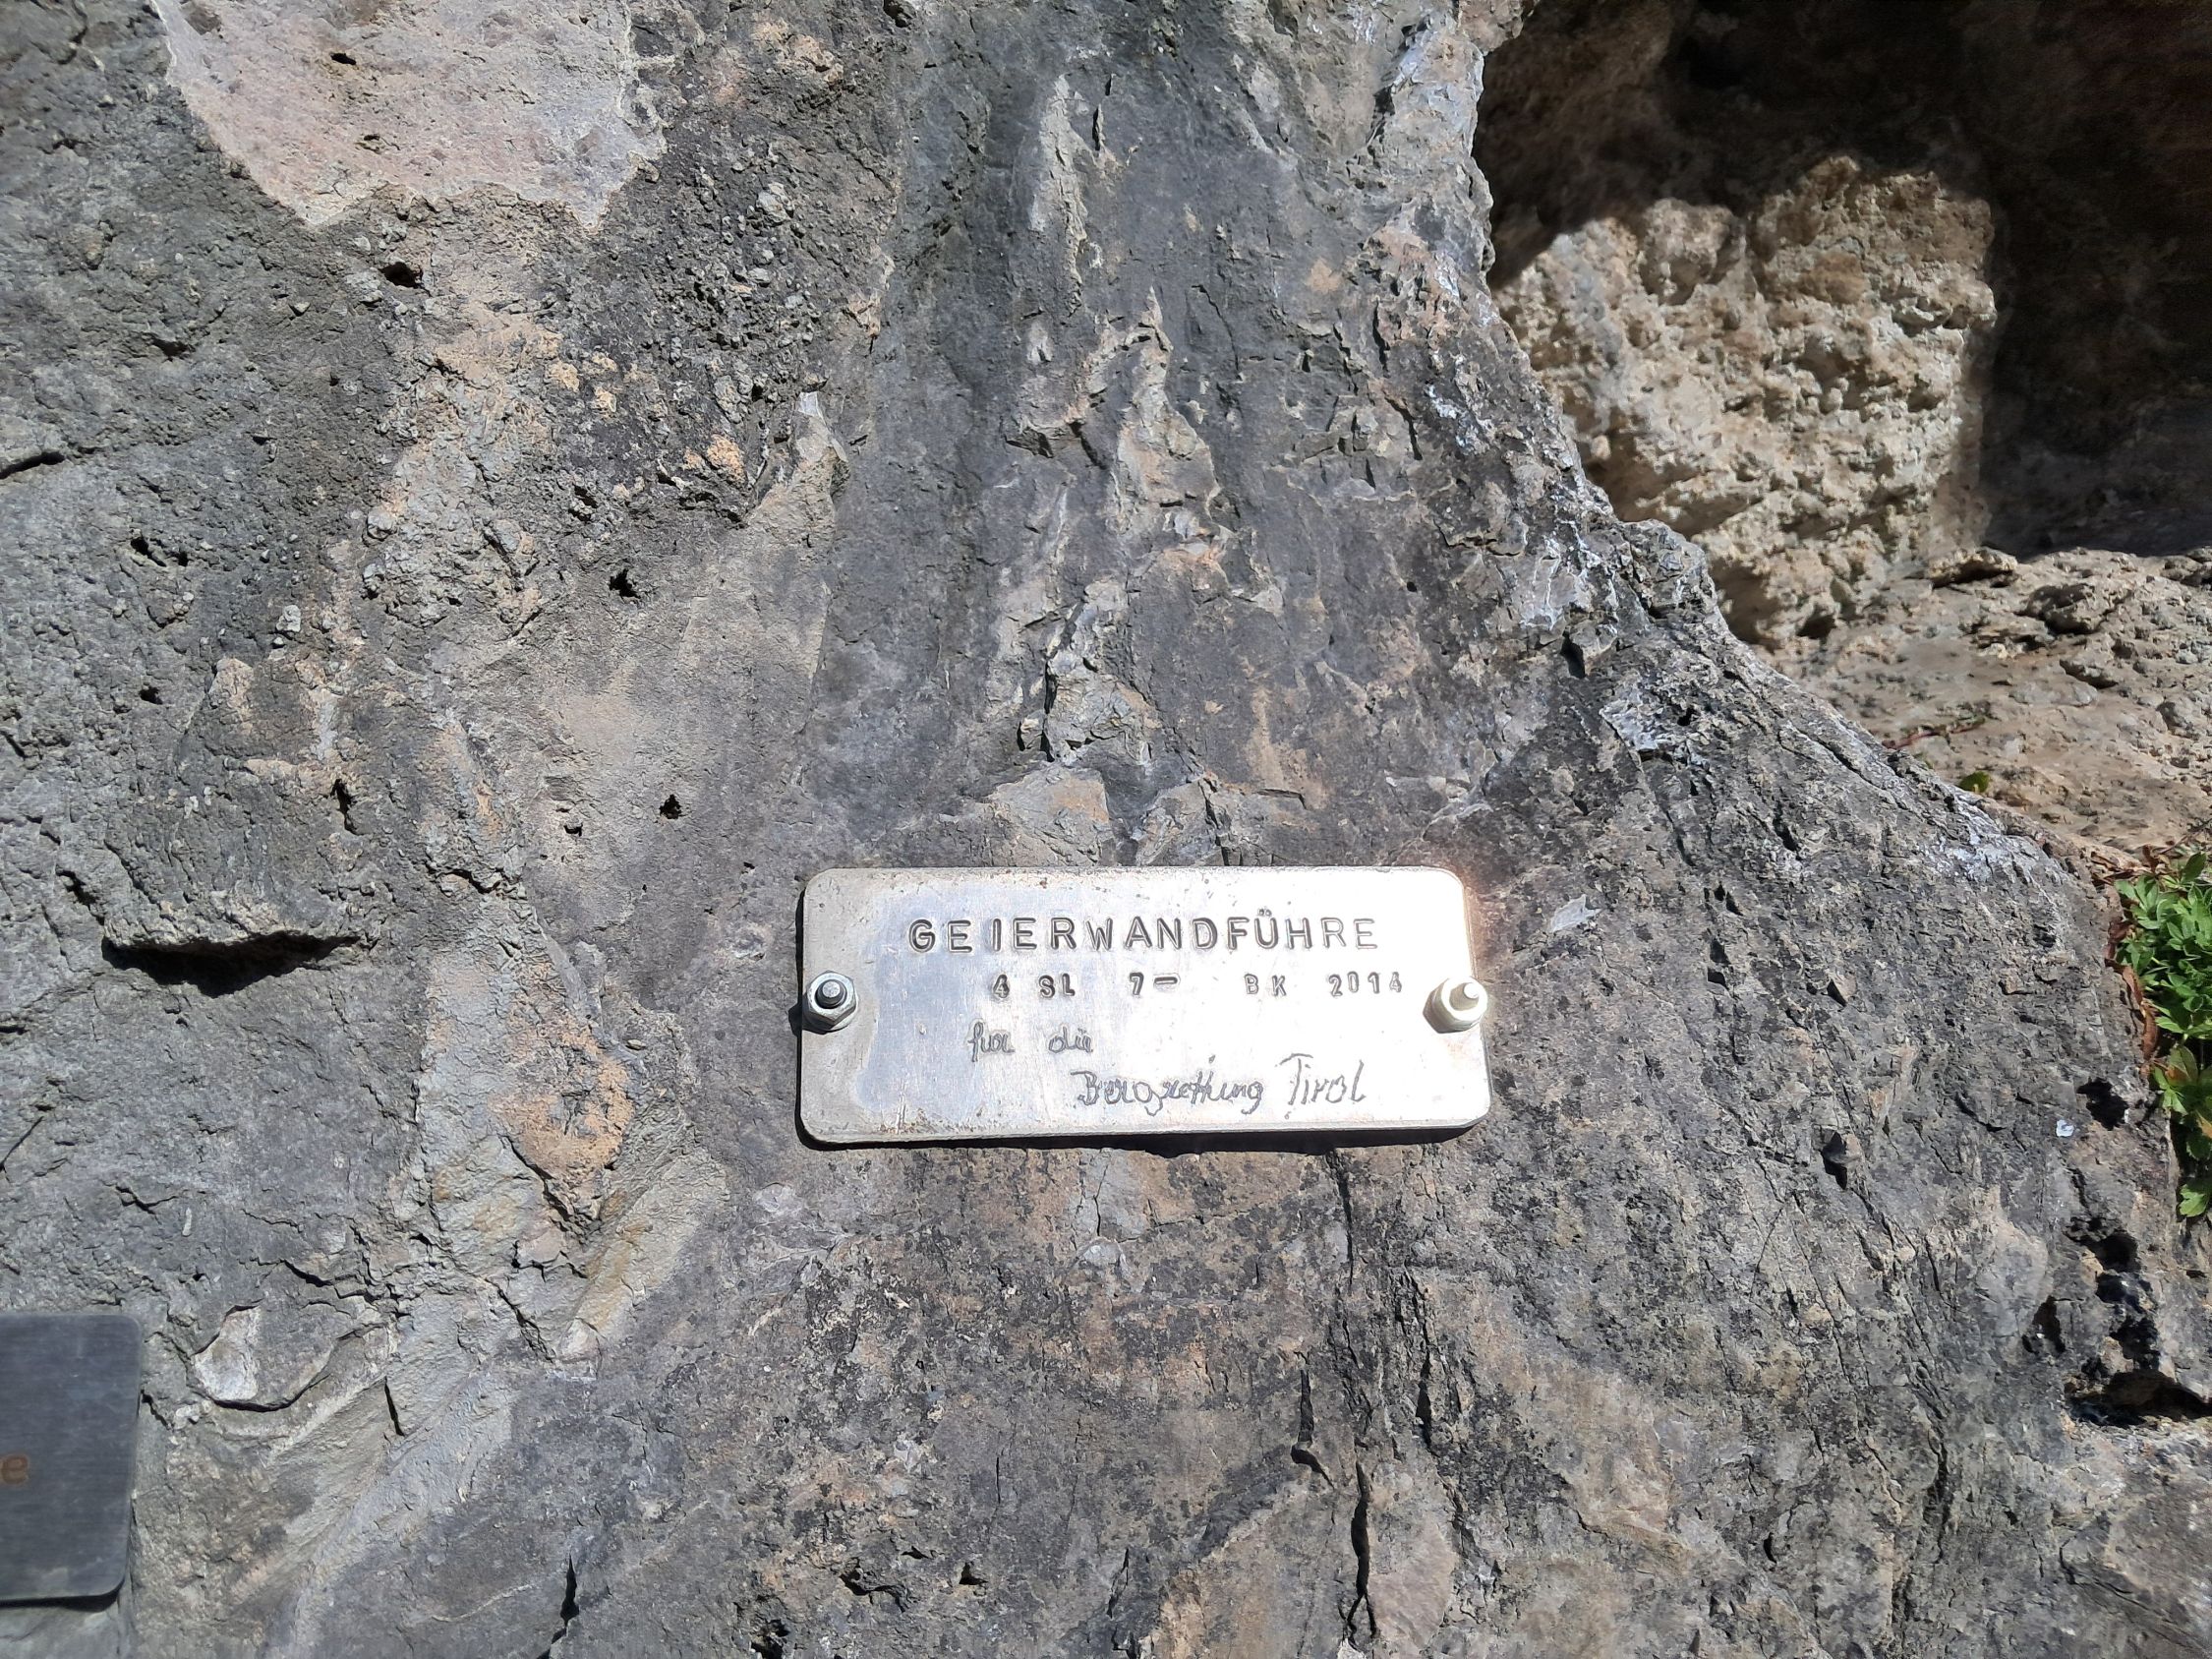 GEIERWANDFÜHRE
4 SL 7- BK 2014
für die
Bergrettung Tirol
e